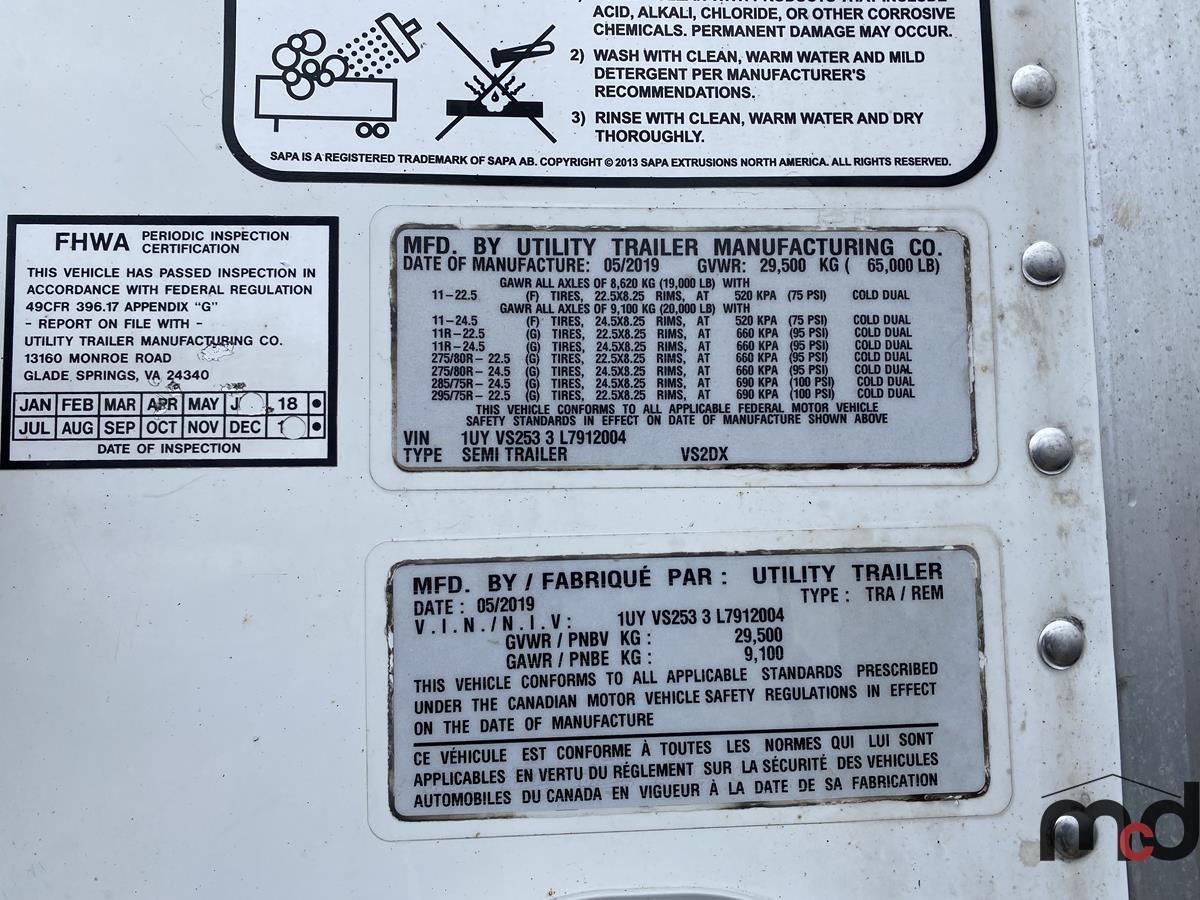 ACID, ALKALI, CHLORIDE, OR OTHER CORROSIVE
CHEMICALS. PERMANENT DAMAGE MAY OCCUR.
2) WASH WITH CLEAN, WARM WATER AND MILD
DETERGENT PER MANUFACTURER'S
RECOMMENDATIONS.
3) RINSE WITH CLEAN, WARM WATER AND DRY
THOROUGHLY.
SAPA IS A REGISTERED TRADEMARK OF SAPA AB. COPYRIGHT © 2013 SAPA EXTRUSIONS NORTH AMERICA. ALL RIGHTS RESERVED.
FHWA PERIODIC INSPECTION
CERTIFICATION
THIS VEHICLE HAS PASSED INSPECTION IN
ACCORDANCE WITH FEDERAL REGULATION
49CFR 396.17 APPENDIX "G"
- REPORT ON FILE WITH -
UTILITY TRAILER MANUFACTURING CO.
13160 MONROE ROAD
GLADE SPRINGS, VA 24340
JAN FEB MAR APR MAY 18 •
JUL AUG SEP OCT NOV DEC •
DATE OF INSPECTION
MFD. BY UTILITY TRAILER MANUFACTURING CO.
DATE OF MANUFACTURE: 05/2019 GVWR: 29,500 KG ( 65,000 LB)
GAWR ALL AXLES OF 8,620 KG (19,000 LB) WITH
11-22.5 (F) TIRES, 22.5X8.25 RIMS, AT 520 KPA (75 PSI) COLD DUAL
GAWR ALL AXLES OF 9,100 KG (20,000 LB) WITH
11-24.5 (F) TIRES, 24.5X8.25 RIMS, AT 520 KPA (75 PSI) COLD DUAL
11R-22.5 (G) TIRES, 22.5X8.25 RIMS, AT 660 KPA (95 PSI) COLD DUAL
11R-24.5 (G) TIRES, 24.5X8.25 RIMS, AT 660 KPA (95 PSI) COLD DUAL
275/80R-22.5 (G) TIRES, 22.5X8.25 RIMS, AT 660 KPA (95 PSI) COLD DUAL
275/80R-24.5 (G) TIRES, 24.5X8.25 RIMS, AT 660 KPA (95 PSI) COLD DUAL
285/75R-24.5 (G) TIRES, 24.5X8.25 RIMS, AT 690 KPA (100 PSI) COLD DUAL
295/75R-22.5 (G) TIRES, 22.5X8.25 RIMS, AT 690 KPA (100 PSI) COLD DUAL
THIS VEHICLE CONFORMS TO ALL APPLICABLE FEDERAL MOTOR VEHICLE
SAFETY STANDARDS IN EFFECT ON DATE OF MANUFACTURE SHOWN ABOVE
VIN 1UY VS253 3 L7912004
TYPE SEMI TRAILER VS2DX
MFD. BY / FABRIQUÉ PAR : UTILITY TRAILER
DATE : 05/2019 TYPE : TRA / REM
V.I.N./N.I.V: 1UY VS253 3 L7912004
GVWR / PNBV KG : 29,500
GAWR / PNBE KG : 9,100
THIS VEHICLE CONFORMS TO ALL APPLICABLE STANDARDS PRESCRIBED
UNDER THE CANADIAN MOTOR VEHICLE SAFETY REGULATIONS IN EFFECT
ON THE DATE OF MANUFACTURE
CE VÉHICULE EST CONFORME À TOUTES LES NORMES QUI LUI SONT
APPLICABLES EN VERTU DU RÉGLEMENT SUR LA SÉCURITÉ DES VEHICULES
AUTOMOBILES DU CANADA EN VIGUEUR À LA DATE DE SA FABRICATION
mcd